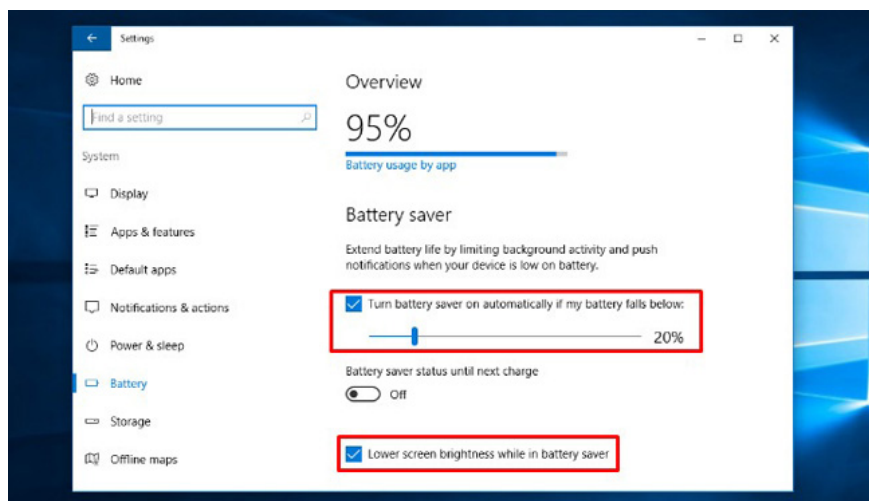 Settings
Home
Find a setting
System
Display
Apps & features
Default apps
Notifications & actions
Power & sleep
Battery
Storage
Offline maps
Overview
95%
Battery usage by app
Battery saver
Extend battery life by limiting background activity and push
notifications when your device is low on battery.
Turn battery saver on automatically if my battery falls below:
20%
Battery saver status until next charge
Off
Lower screen brightness while in battery saver